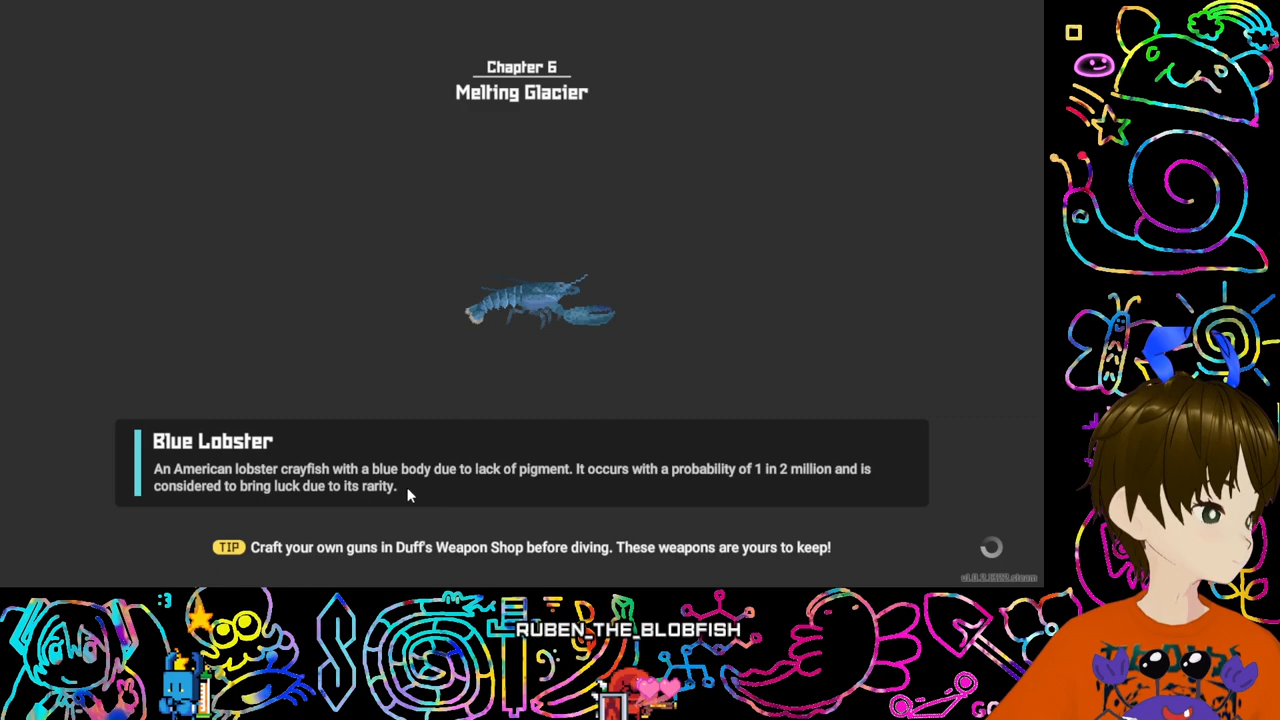 Chapter 6
Melting Glacier
Blue Lobster
An American lobster crayfish with a blue body due to lack of pigment. It occurs with a probability of 1 in 2 million and is
considered to bring luck due to its rarity.
TIP Craft your own guns in Duff's Weapon Shop before diving. These weapons are yours to keep!
:3
RUBEN_THE_BLOBFISH